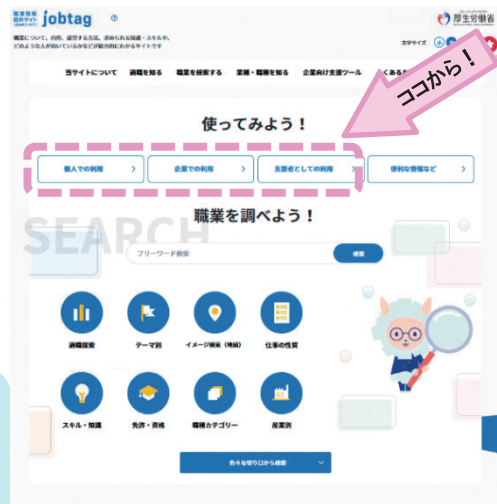 職業情報
提供サイト
jobtag
厚生労働省
職業について、内容、就労する方法、求められる知識・スキルや、
どのような人が向いているかなどが総合的にわかるサイトです
文字サイズ
当サイトについて 適職を知る 職業を検索する 業種・職種を知る 企業向け支援ツール よくある
ココから！
使ってみよう！
個人での利用 企業での利用 支援者としての利用 便利な情報など
職業を調べよう！
SEARCH
フリーワード検索 検索
適職探索 テーマ別 イメージ検索（地図） 仕事の性質
スキル・知識 免許・資格 職種カテゴリー 産業別
色々な切り口から検索